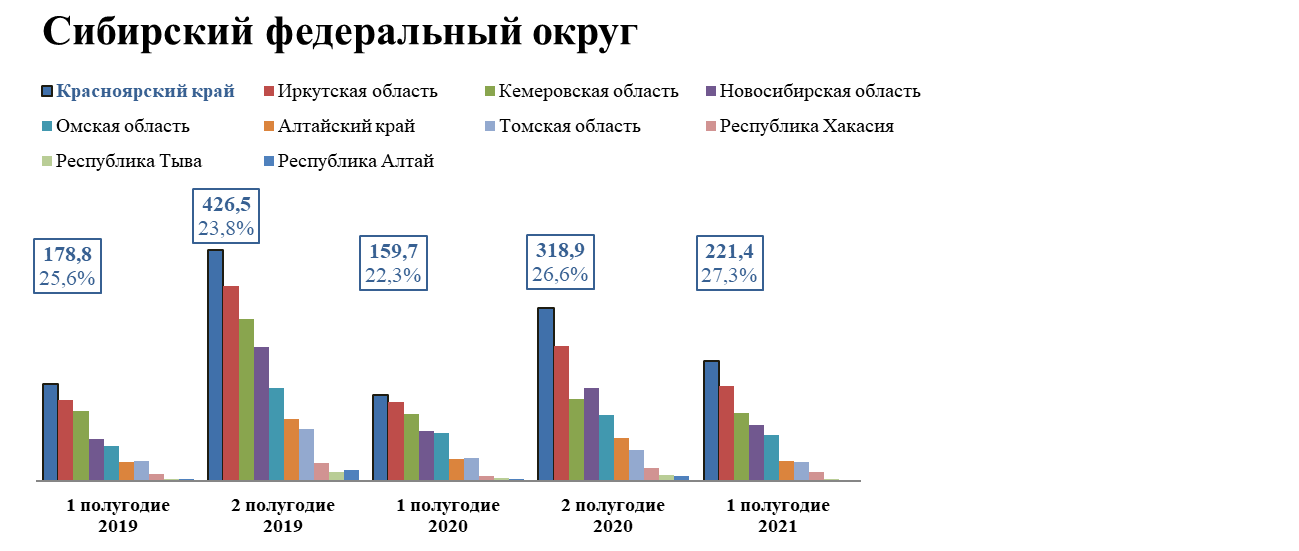 Сибирский федеральный округ
Красноярский край Иркутская область Кемеровская область Новосибирская область
Омская область Алтайский край Томская область Республика Хакасия
Республика Тыва Республика Алтай
426,5
23,8%
178,8
25,6%
159,7
22,3%
318,9
26,6%
221,4
27,3%
1 полугодие 2 полугодие 1 полугодие 2 полугодие 1 полугодие
2019 2019 2020 2020 2021